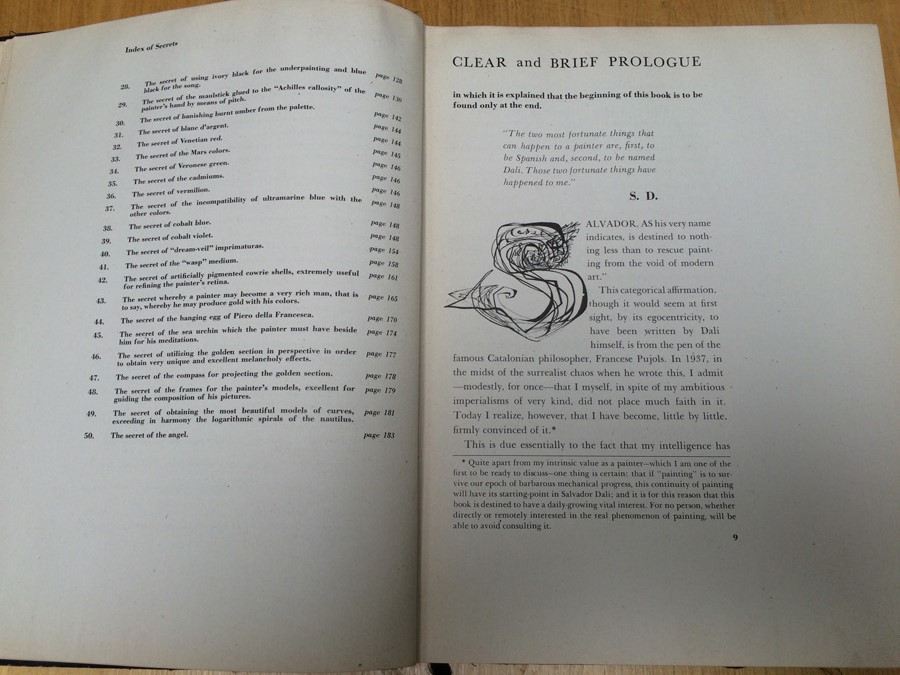 Index of Secrets
28. The secret of using ivory black for the underpainting and blue
black for the song. page 128
29. The secret of the maulstick glued to the "Achilles callosity" of the
painter's hand by means of pitch. page 136
30. The secret of banishing burnt umber from the palette. page 142
31. The secret of blanc d'argent. page 144
32. The secret of Venetian red. page 144
33. The secret of the Mars colors. page 145
34. The secret of Veronese green. page 146
35. The secret of the cadmiums. page 146
36. The secret of vermilion. page 146
37. The secret of the incompatibility of ultramarine blue with the
other colors. page 148
38. The secret of cobalt blue. page 148
39. The secret of cobalt violet. page 148
40. The secret of "dream-veil" imprimaturas. page 154
41. The secret of the "wasp" medium. page 158
42. The secret of artificially pigmented cowrie shells, extremely useful
for refining the painter's retina. page 161
43. The secret whereby a painter may become a very rich man, that is
to say, whereby he may produce gold with his colors. page 165
44. The secret of the hanging egg of Piero della Francesca. page 170
45. The secret of the sea urchin which the painter must have beside
him for his meditations. page 174
46. The secret of utilizing the golden section in perspective in order
to obtain very unique and excellent melancholy effects. page 177
47. The secret of the compass for projecting the golden section. page 178
48. The secret of the frames for the painter's models, excellent for
guiding the composition of his pictures. page 179
49. The secret of obtaining the most beautiful models of curves,
exceeding in harmony the logarithmic spirals of the nautilus. page 181
50. The secret of the angel. page 183
CLEAR and BRIEF PROLOGUE
in which it is explained that the beginning of this book is to be
found only at the end.
"The two most fortunate things that
can happen to a painter are, first, to
be Spanish and, second, to be named
Dali. Those two fortunate things have
happened to me."
S. D.
SALVADOR, AS his very name
indicates, is destined to noth-
ing less than to rescue paint-
ing from the void of modern
art."
This categorical affirmation,
though it would seem at first
sight, by its egocentricity, to
have been written by Dali
himself, is from the pen of the
famous Catalonian philosopher, Francese Pujols. In 1937, in
the midst of the surrealist chaos when he wrote this, I admit
—modestly, for once—that I myself, in spite of my ambitious
imperialisms of very kind, did not place much faith in it.
Today I realize, however, that I have become, little by little,
firmly convinced of it.*
This is due essentially to the fact that my intelligence has
* Quite apart from my intrinsic value as a painter—which I am one of the
first to be ready to discuss—one thing is certain: that if "painting" is to sur-
vive our epoch of barbarous mechanical progress, this continuity of painting
will have its starting-point in Salvador Dali; and it is for this reason that this
book is destined to have a daily-growing vital interest. For no person, whether
directly or remotely interested in the real phenomenon of painting, will be
able to avoid consulting it.
9